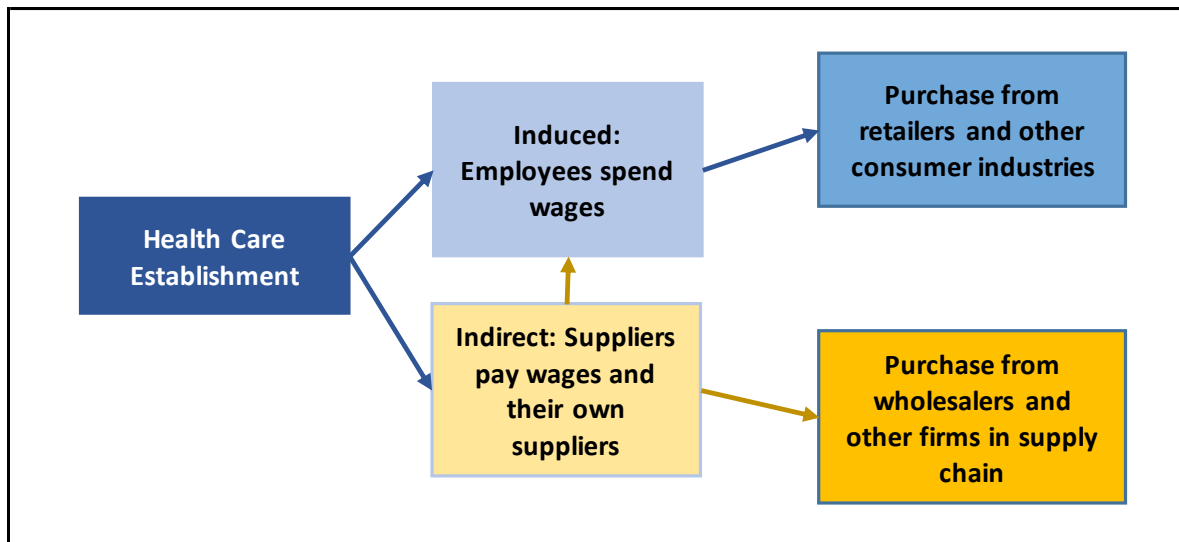 Health Care
Establishment
Induced:
Employees spend
wages
Indirect: Suppliers
pay wages and
their own
suppliers
Purchase from
retailers and other
consumer industries
Purchase from
wholesalers and
other firms in supply
chain